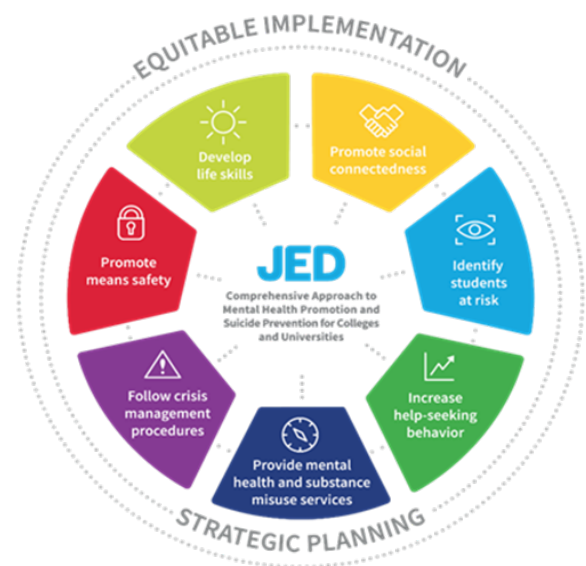 EQUITABLE IMPLEMENTATION
Develop
life skills
Promote social
connectedness
Promote
means safety
Identify
students
at risk
JED
Comprehensive Approach to
Mental Health Promotion and
Suicide Prevention for Colleges
and Universities
Follow crisis
management
procedures
Increase
help-seeking
behavior
Provide mental
health and substance
misuse services
STRATEGIC PLANNING